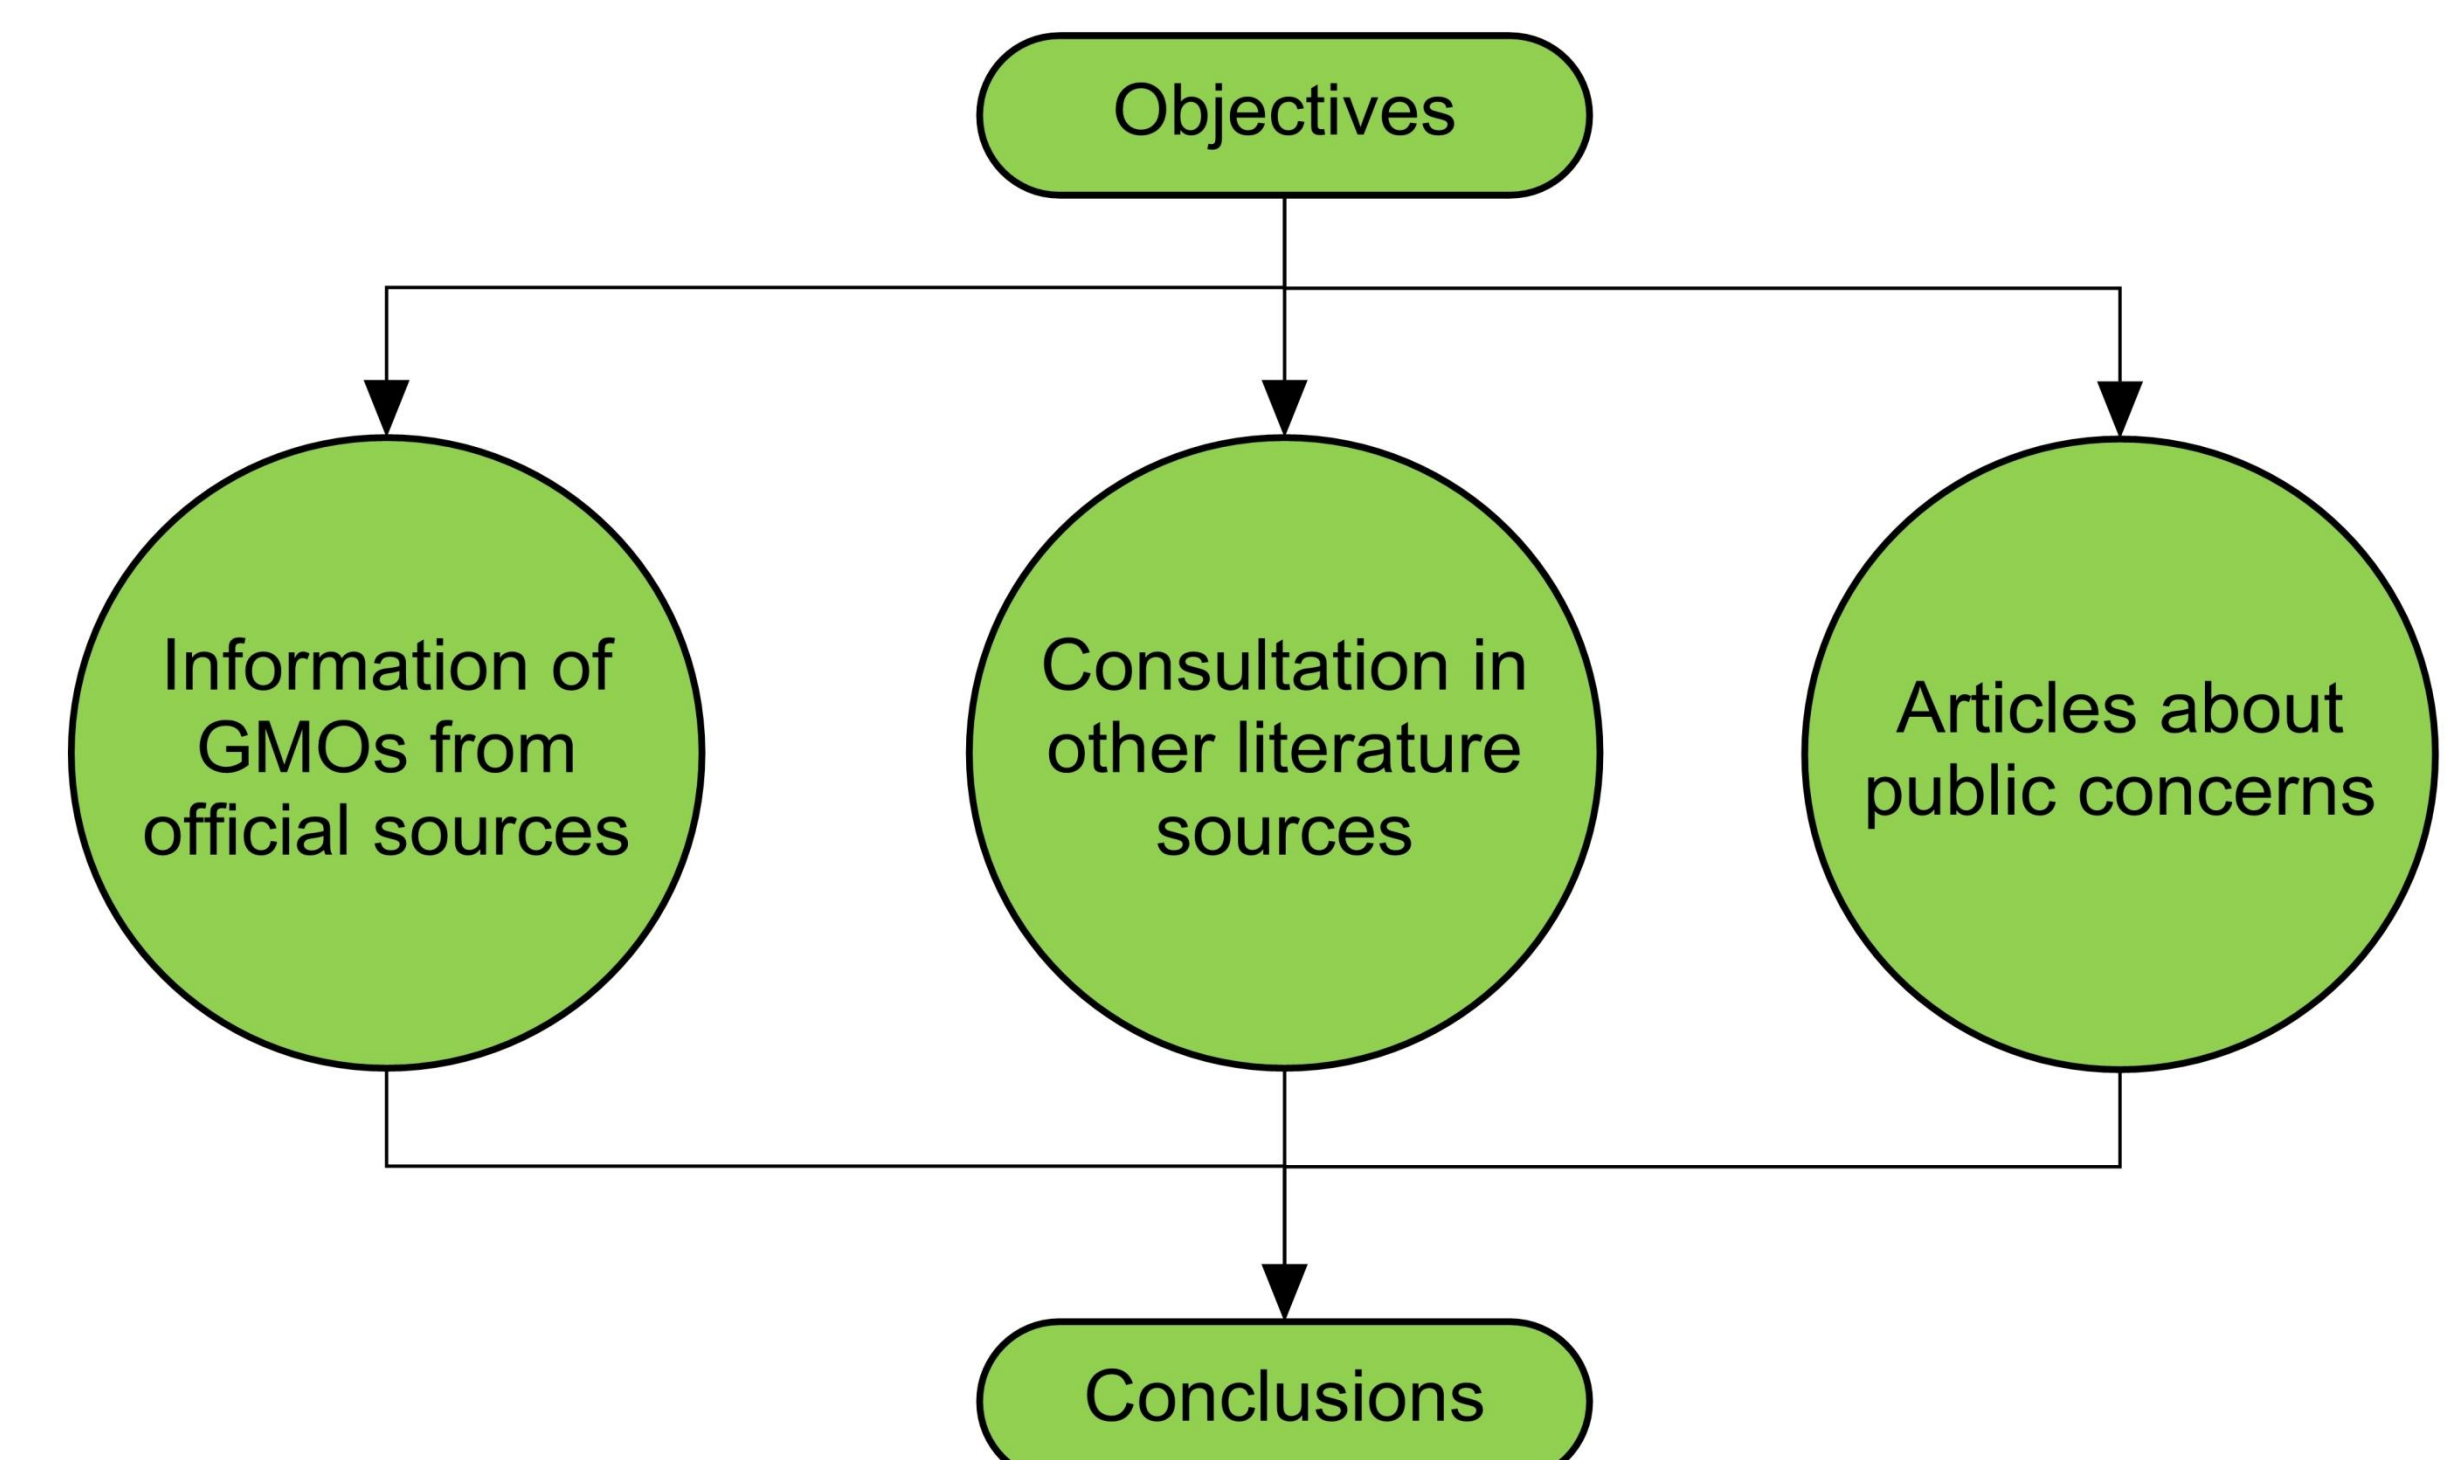 Objectives
Information of
GMOs from
official sources
Consultation in
other literature
sources
Articles about
public concerns
Conclusions